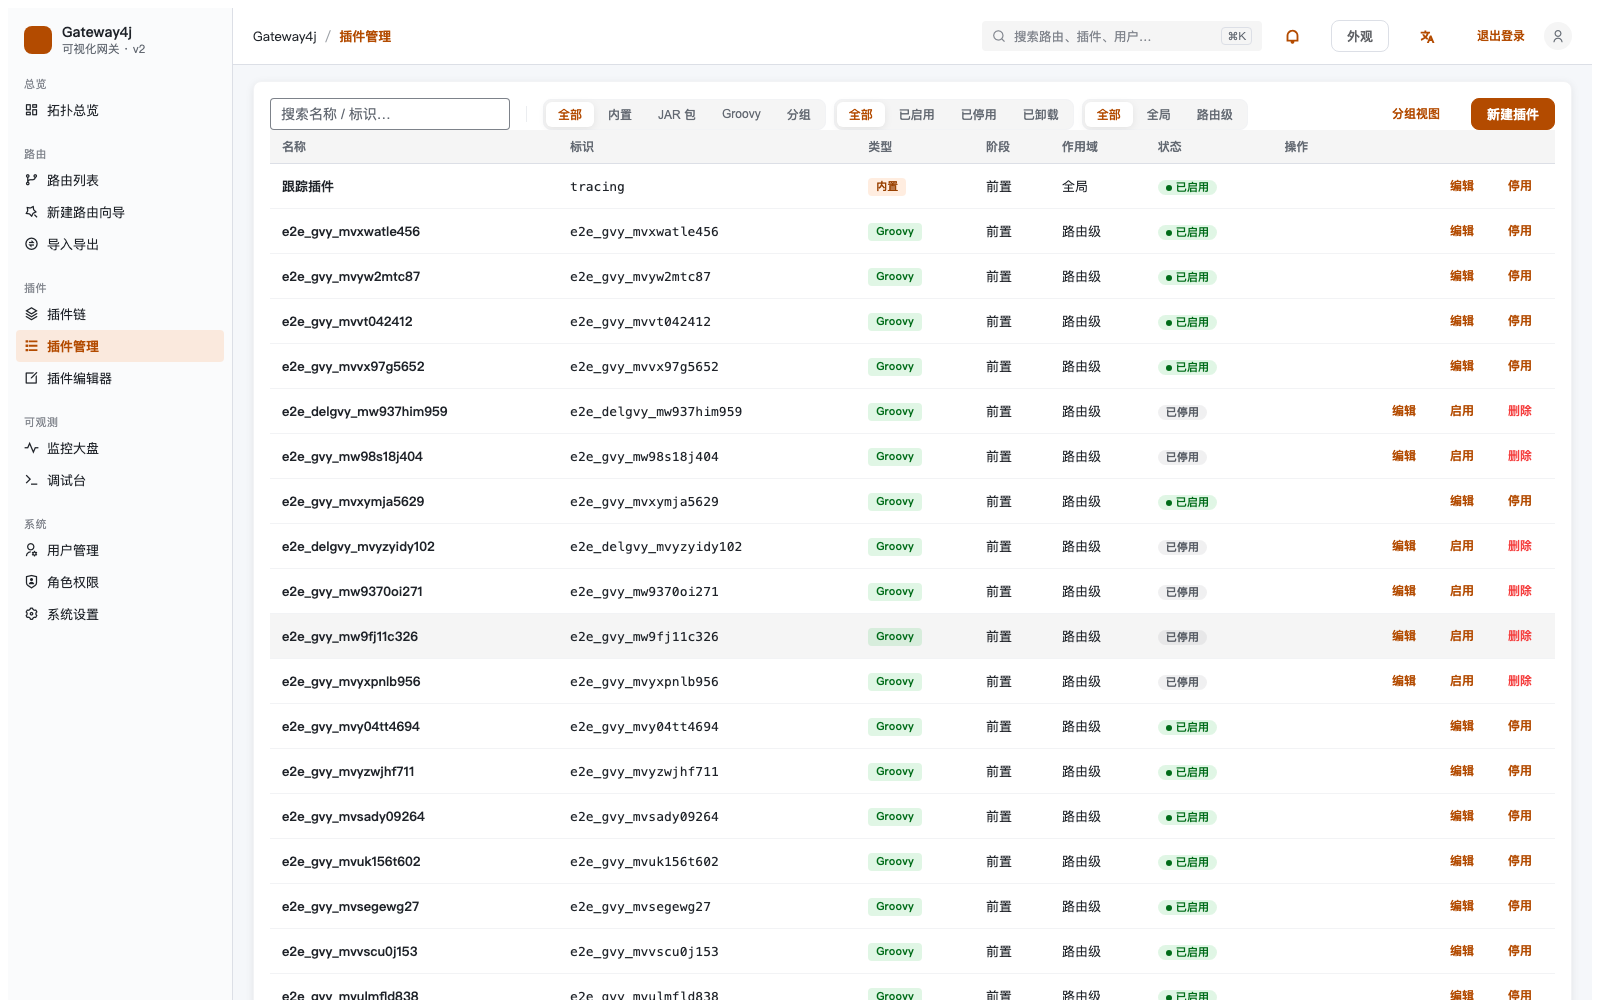 Gateway4j
可视化网关 · v2
总览
拓扑总览
路由
路由列表
新建路由向导
导入导出
插件
插件链
插件管理
插件编辑器
可观测
监控大盘
调试台
系统
用户管理
角色权限
系统设置
Gateway4j / 插件管理
搜索路由、插件、用户... ⌘K
外观
退出登录
搜索名称 / 标识...
全部 内置 JAR 包 Groovy 分组
全部 已启用 已停用 已卸载
全部 全局 路由级
分组视图
新建插件
名称 标识 类型 阶段 作用域 状态 操作
跟踪插件 tracing 内置 前置 全局 已启用 编辑 停用
e2e_gvy_mvxwatle456 e2e_gvy_mvxwatle456 Groovy 前置 路由级 已启用 编辑 停用
e2e_gvy_mvyw2mtc87 e2e_gvy_mvyw2mtc87 Groovy 前置 路由级 已启用 编辑 停用
e2e_gvy_mvvt042412 e2e_gvy_mvvt042412 Groovy 前置 路由级 已启用 编辑 停用
e2e_gvy_mvvx97g5652 e2e_gvy_mvvx97g5652 Groovy 前置 路由级 已启用 编辑 停用
e2e_delgvy_mw937him959 e2e_delgvy_mw937him959 Groovy 前置 路由级 已停用 编辑 启用 删除
e2e_gvy_mw98s18j404 e2e_gvy_mw98s18j404 Groovy 前置 路由级 已停用 编辑 启用 删除
e2e_gvy_mvxymja5629 e2e_gvy_mvxymja5629 Groovy 前置 路由级 已启用 编辑 停用
e2e_delgvy_mvyzyidy102 e2e_delgvy_mvyzyidy102 Groovy 前置 路由级 已停用 编辑 启用 删除
e2e_gvy_mw9370oi271 e2e_gvy_mw9370oi271 Groovy 前置 路由级 已停用 编辑 启用 删除
e2e_gvy_mw9fj11c326 e2e_gvy_mw9fj11c326 Groovy 前置 路由级 已停用 编辑 启用 删除
e2e_gvy_mvyxpnlb956 e2e_gvy_mvyxpnlb956 Groovy 前置 路由级 已停用 编辑 启用 删除
e2e_gvy_mvy04tt4694 e2e_gvy_mvy04tt4694 Groovy 前置 路由级 已启用 编辑 停用
e2e_gvy_mvyzwjhf711 e2e_gvy_mvyzwjhf711 Groovy 前置 路由级 已启用 编辑 停用
e2e_gvy_mvsady09264 e2e_gvy_mvsady09264 Groovy 前置 路由级 已启用 编辑 停用
e2e_gvy_mvuk156t602 e2e_gvy_mvuk156t602 Groovy 前置 路由级 已启用 编辑 停用
e2e_gvy_mvsegewg27 e2e_gvy_mvsegewg27 Groovy 前置 路由级 已启用 编辑 停用
e2e_gvy_mvvscu0j153 e2e_gvy_mvvscu0j153 Groovy 前置 路由级 已启用 编辑 停用
e2e_gvy_mvulmfld838 e2e_gvy_mvulmfld838 Groovy 前置 路由级 已启用 编辑 停用